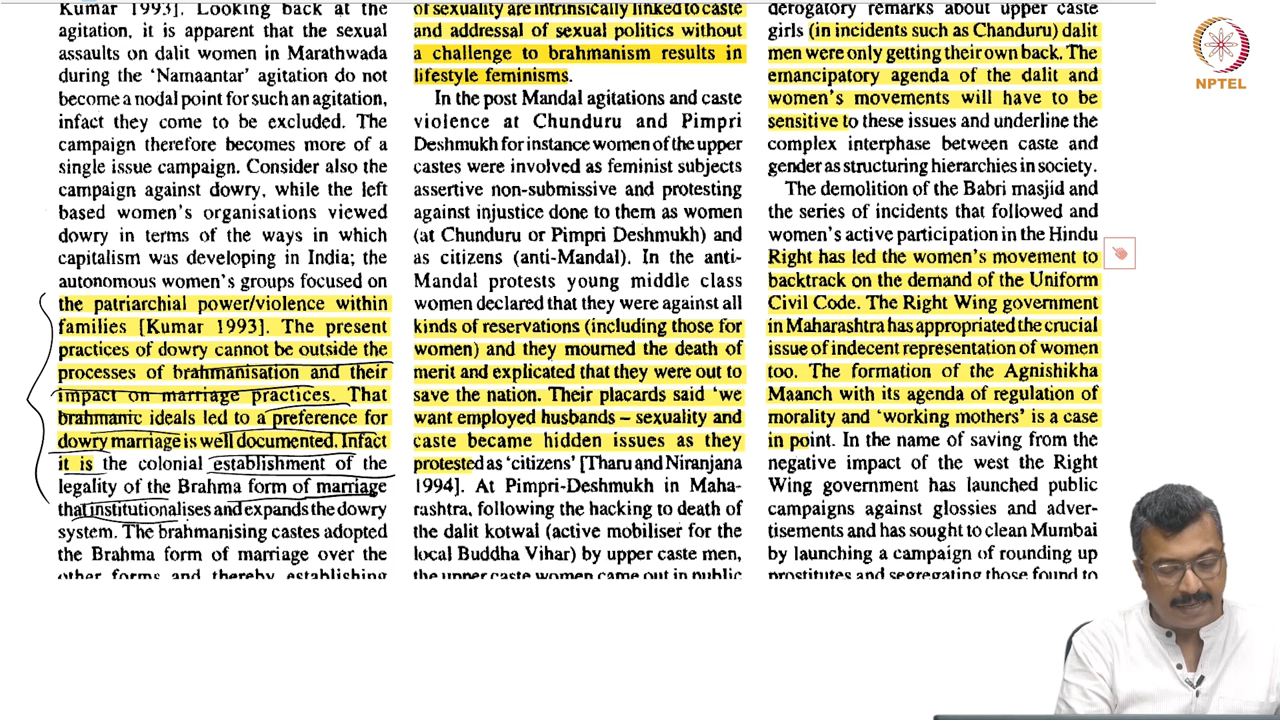 Kumar 1993]. Looking back at the
agitation, it is apparent that the sexual
assaults on dalit women in Marathwada
during the ‘Namaantar’ agitation do not
become a nodal point for such an agitation,
infact they come to be excluded. The
campaign therefore becomes more of a
single issue campaign. Consider also the
campaign against dowry, while the left
based women’s organisations viewed
dowry in terms of the ways in which
capitalism was developing in India; the
autonomous women’s groups focused on
the patriarchial power/violence within
families [Kumar 1993]. The present
practices of dowry cannot be outside the
processes of brahmanisation and their
impact on marriage practices. That
brahmanic ideals led to a preference for
dowry marriage is well documented. Infact
it is the colonial establishment of the
legality of the Brahma form of marriage
that institutionalises and expands the dowry
system. The brahmanising castes adopted
the Brahma form of marriage over the
other forms and thereby establishing
of sexuality are intrinsically linked to caste
and addressal of sexual politics without
a challenge to brahmanism results in
lifestyle feminisms.
In the post Mandal agitations and caste
violence at Chunduru and Pimpri
Deshmukh for instance women of the upper
castes were involved as feminist subjects
assertive non-submissive and protesting
against injustice done to them as women
(at Chunduru or Pimpri Deshmukh) and
as citizens (anti-Mandal). In the anti-
Mandal protests young middle class
women declared that they were against all
kinds of reservations (including those for
women) and they mourned the death of
merit and explicated that they were out to
save the nation. Their placards said ‘we
want employed husbands – sexuality and
caste became hidden issues as they
protested as ‘citizens’ [Tharu and Niranjana
1994]. At Pimpri-Deshmukh in Maha-
rashtra, following the hacking to death of
the dalit kotwal (active mobiliser for the
local Buddha Vihar) by upper caste men,
the upper caste women came out in public
derogatory remarks about upper caste
girls (in incidents such as Chanduru) dalit
men were only getting their own back. The
emancipatory agenda of the dalit and
women’s movements will have to be
sensitive to these issues and underline the
complex interphase between caste and
gender as structuring hierarchies in society.
The demolition of the Babri masjid and
the series of incidents that followed and
women’s active participation in the Hindu
Right has led the women’s movement to
backtrack on the demand of the Uniform
Civil Code. The Right Wing government
in Maharashtra has appropriated the crucial
issue of indecent representation of women
too. The formation of the Agnishikha
Maanch with its agenda of regulation of
morality and ‘working mothers’ is a case
in point. In the name of saving from the
negative impact of the west the Right
Wing government has launched public
campaigns against glossies and adver-
tisements and has sought to clean Mumbai
by launching a campaign of rounding up
prostitutes and segregating those found to
NPTEL